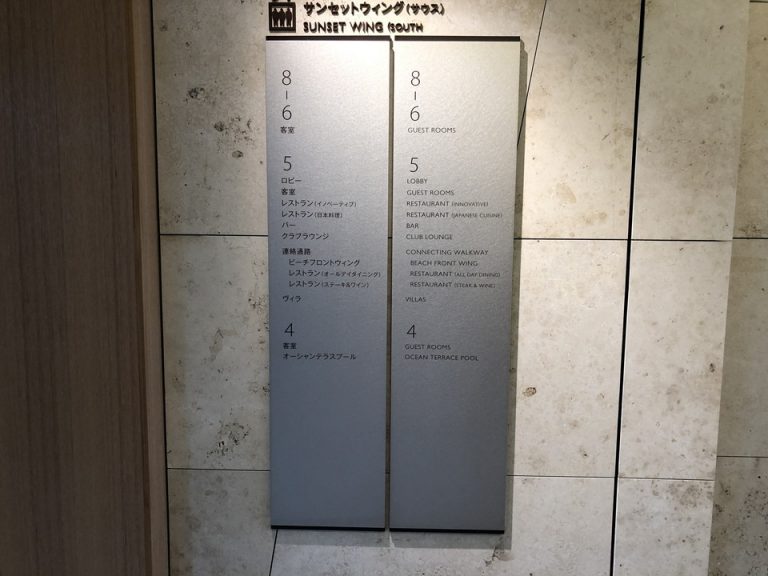 サンセットウィング(サウス)
SUNSET WING (SOUTH
8
–
6
客室
5
ロビー
客室
レストラン(イノベーティブ)
レストラン(日本料理)
バー
クラブラウンジ
連絡通路
ビーチフロントウィング
レストラン(オールデイダイニング)
レストラン(ステーキ&ワイン)
ヴィラ
4
客室
オーシャンテラスプール
8
–
6
GUEST ROOMS
5
LOBBY
GUEST ROOMS
RESTAURANT (INNOVATIVE)
RESTAURANT (JAPANESE CUISINE)
BAR
CLUB LOUNGE
CONNECTING WALKWAY
BEACH FRONT WING
RESTAURANT (ALL DAY DINING)
RESTAURANT (STEAK & WINE)
VILLAS
4
GUEST ROOMS
OCEAN TERRACE POOL